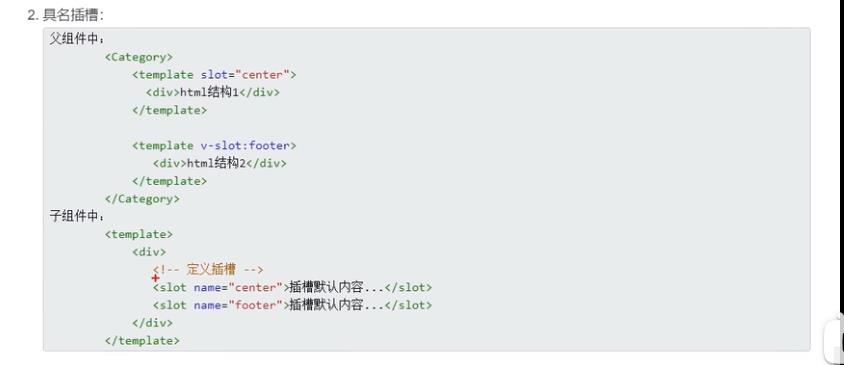 2. 具名插槽:
父组件中:
<Category>
<template slot="center">
<div>html结构1</div>
</template>
<template v-slot:footer>
<div>html结构2</div>
</template>
</Category>
子组件中:
<template>
<div>
<!-- 定义插槽 -->
<slot name="center">插槽默认内容...</slot>
<slot name="footer">插槽默认内容...</slot>
</div>
</template>